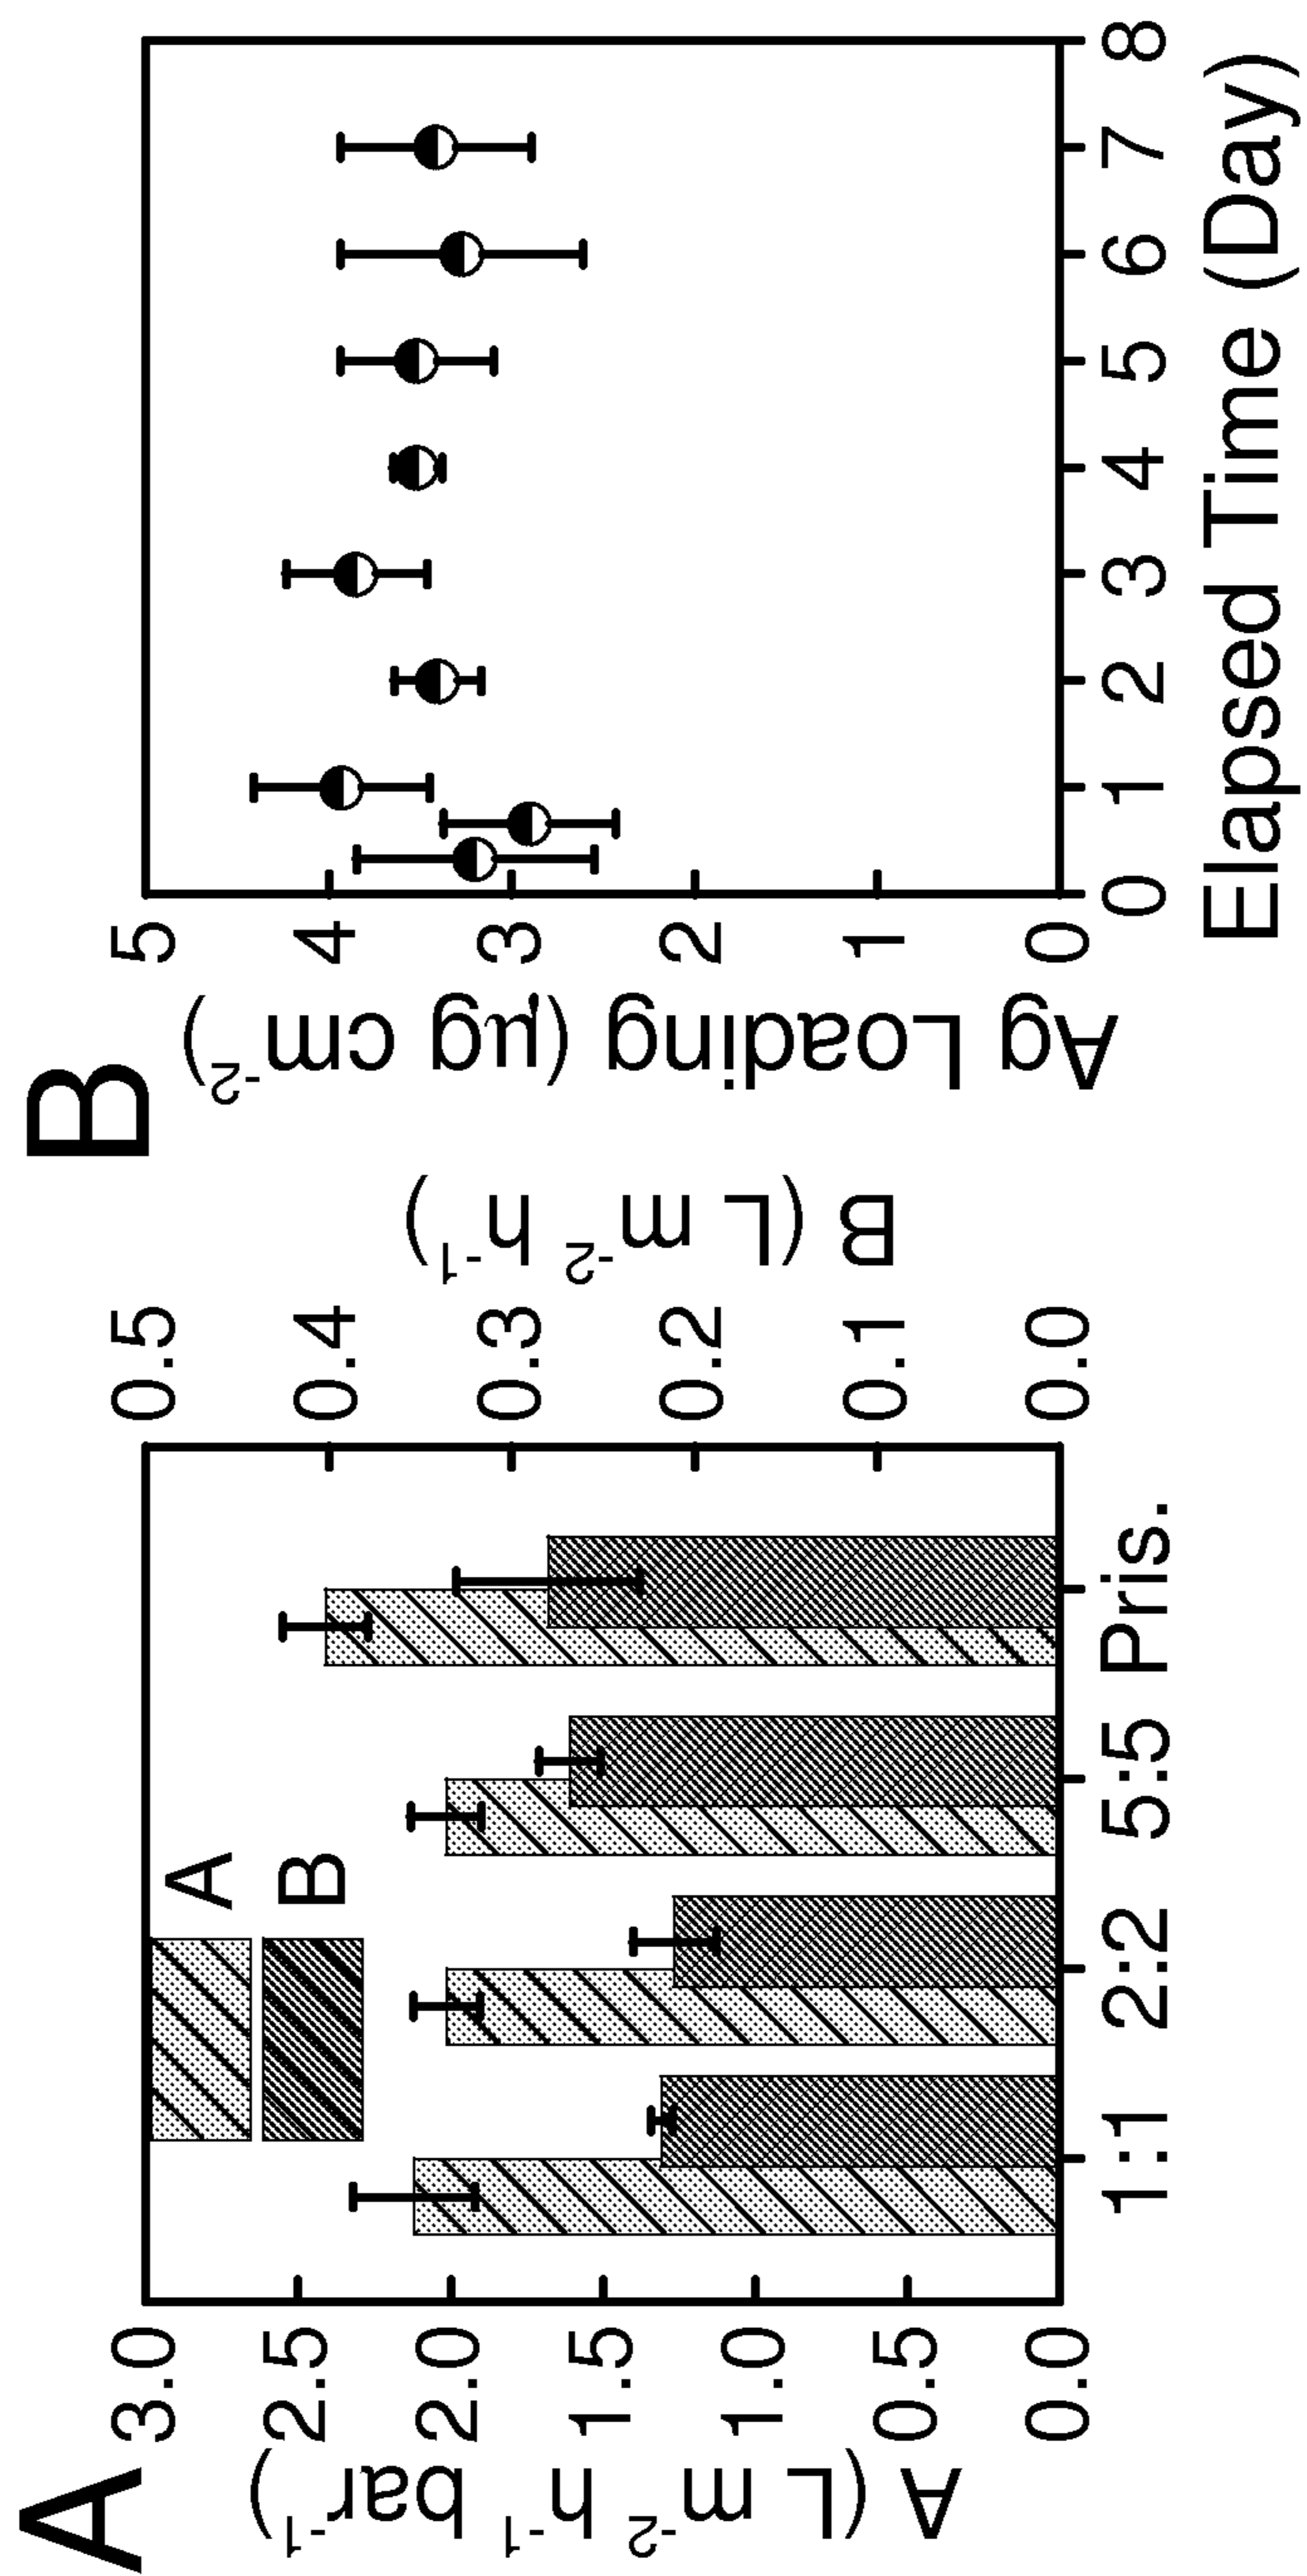 A
A (L m-2 h-1 bar-1)
3.0
2.5
2.0
1.5
1.0
0.5
0.0
A
B
1:1 2:2 5:5 Pris.
0.5
0.4
0.3
0.2
0.1
0.0
B (L m-2 h-1)
B
Ag Loading (µg cm-2)
5
4
3
2
1
0
0 1 2 3 4 5 6 7 8
Elapsed Time (Day)